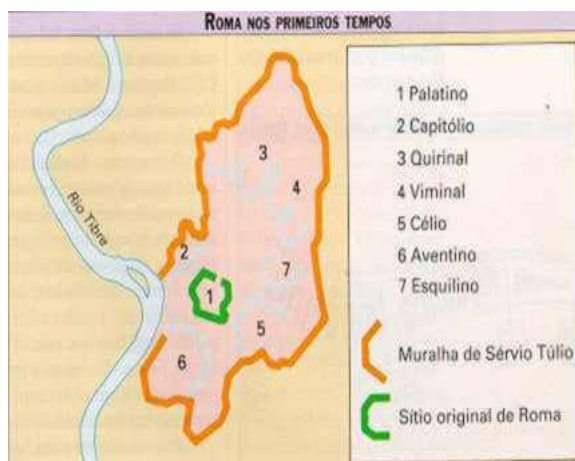 ROMA NOS PRIMEIROS TEMPOS
Rio Tibre
3
4
2
7
1
5
6
1 Palatino
2 Capitólio
3 Quirinal
4 Viminal
5 Célio
6 Aventino
7 Esquilino
Muralha de Sérvio Túlio
Sítio original de Roma